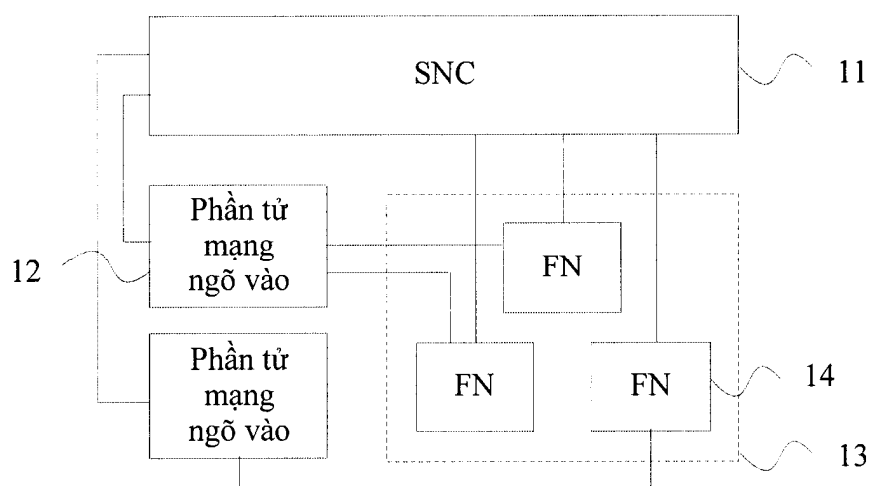 SNC
11
Phần tử
mạng
ngõ vào
12
FN
Phần tử
mạng
ngõ vào
FN
FN
14
13